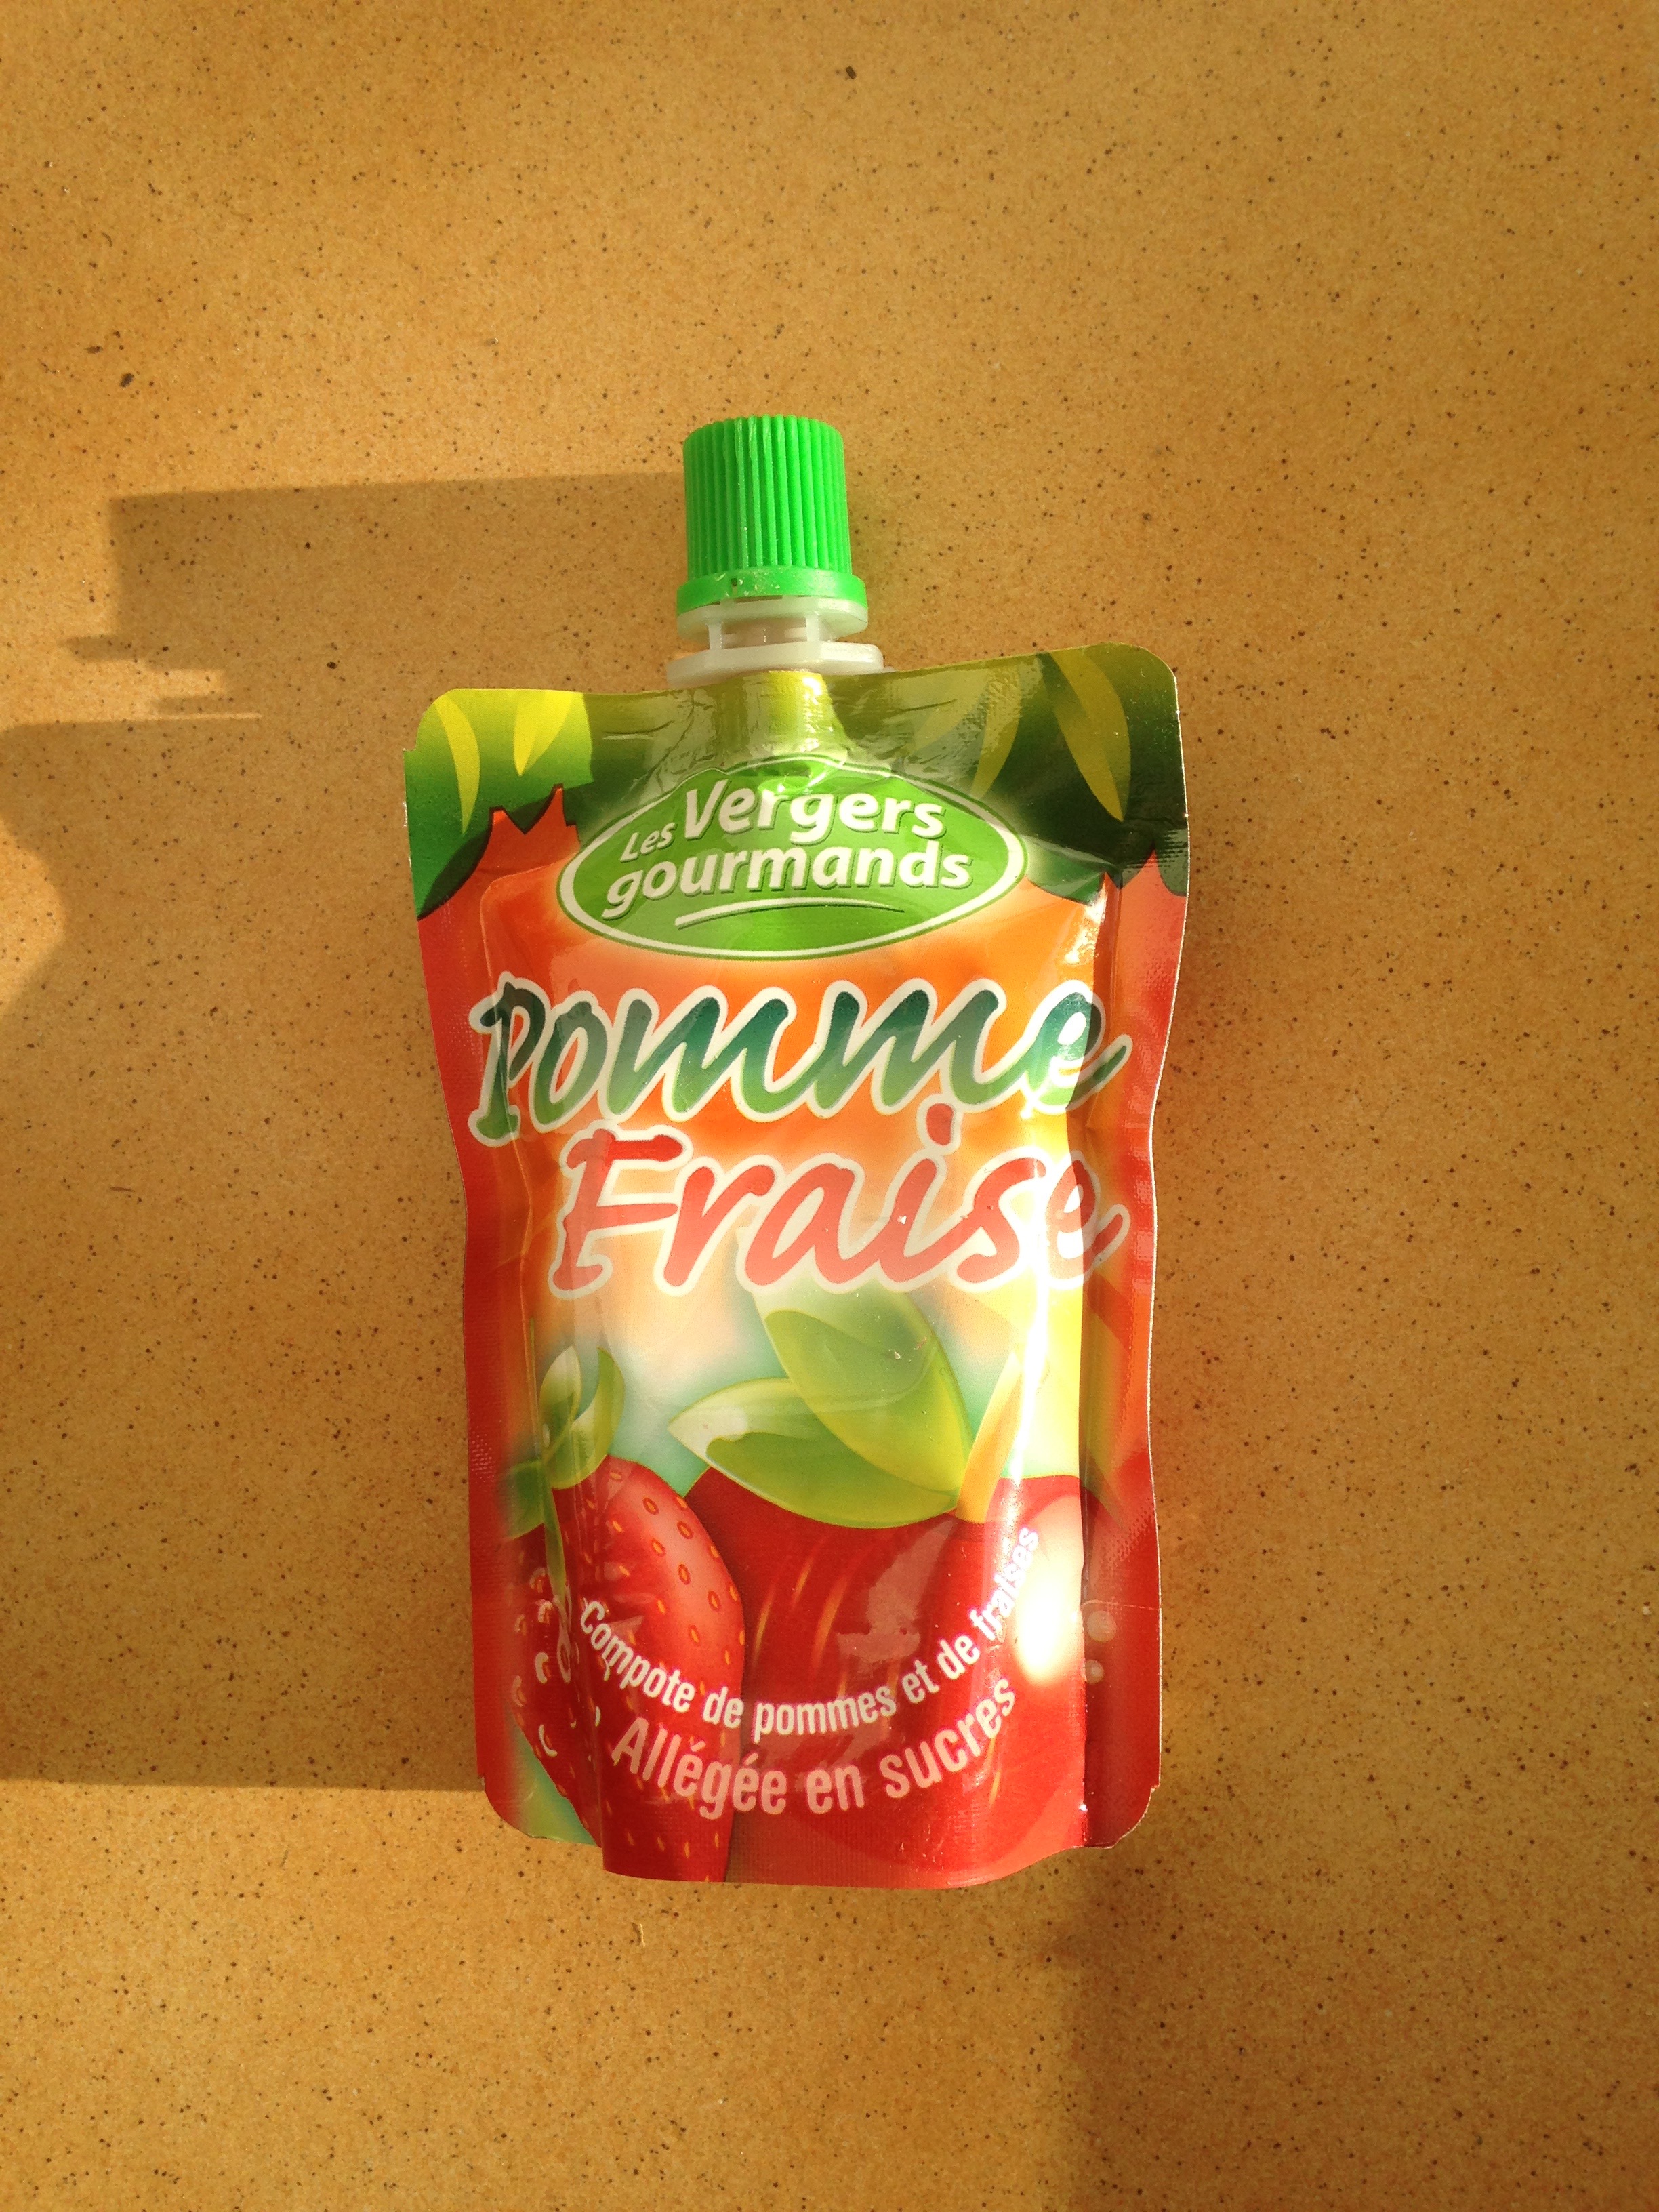 Les Vergers
gourmands
Pomme
Fraise
Compote de pommes et de fraises
Allégée en sucres